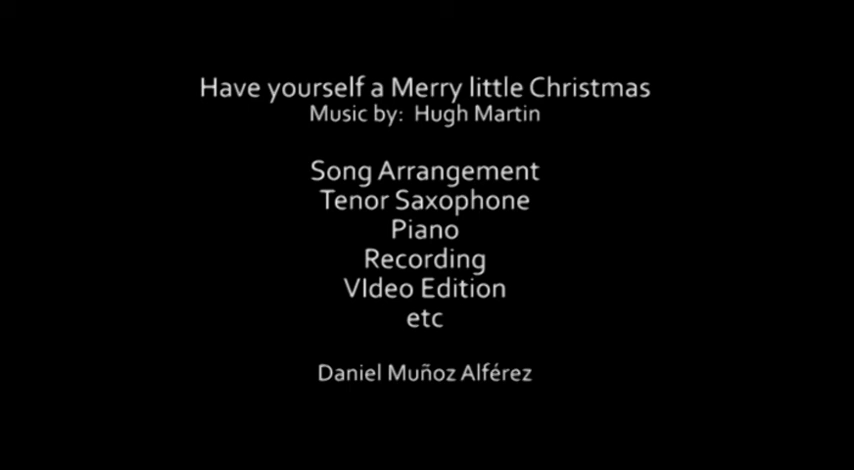 Have yourself a Merry little Christmas
Music by:  Hugh Martin
Song Arrangement
Tenor Saxophone
Piano
Recording
VIdeo Edition
etc
Daniel Muñoz Alférez